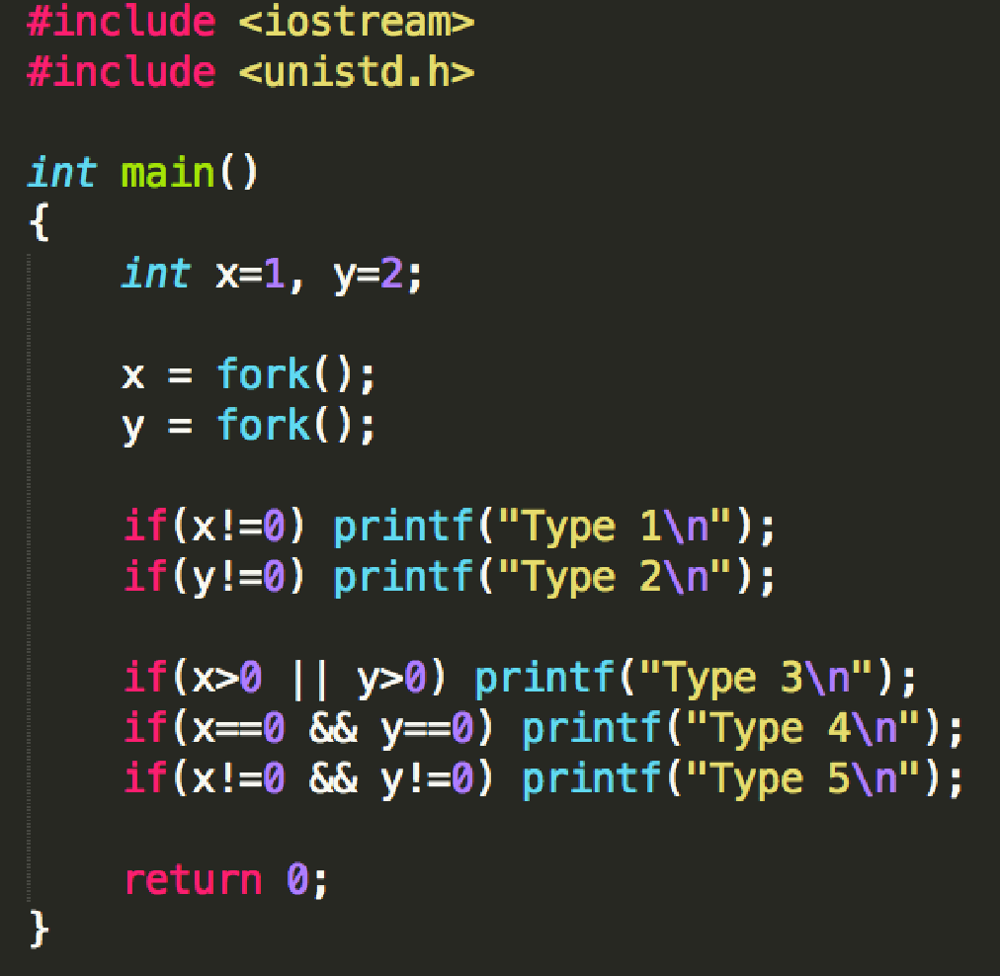 #include <iostream>
#include <unistd.h>
int main()
{
int x=1, y=2;
x = fork();
y = fork();
if(x!=0) printf("Type 1\n");
if(y!=0) printf("Type 2\n");
if(x>0 || y>0) printf("Type 3\n");
if(x==0 && y==0) printf("Type 4\n");
if(x!=0 && y!=0) printf("Type 5\n");
return 0;
}